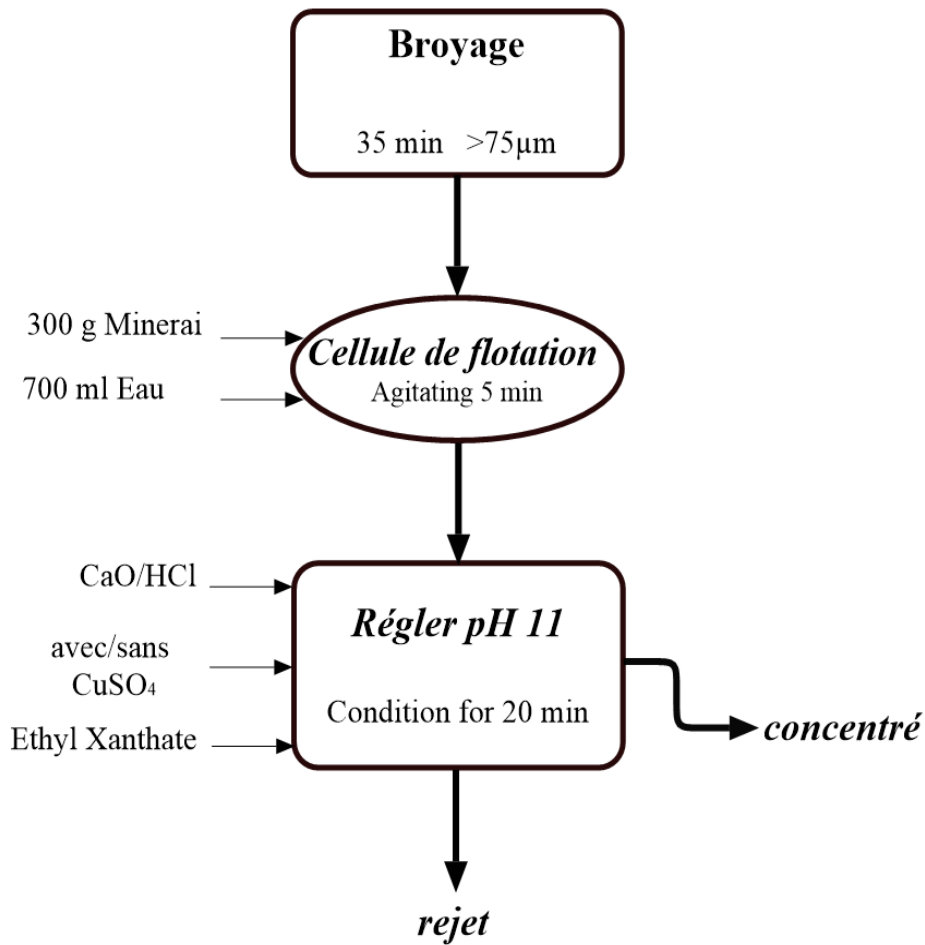 Broyage
35 min >75µm
300 g Minerai
700 ml Eau
Cellule de flotation
Agitating 5 min
CaO/HCl
avec/sans
CuSO₄
Ethyl Xanthate
Régler pH 11
Condition for 20 min
concentré
rejet